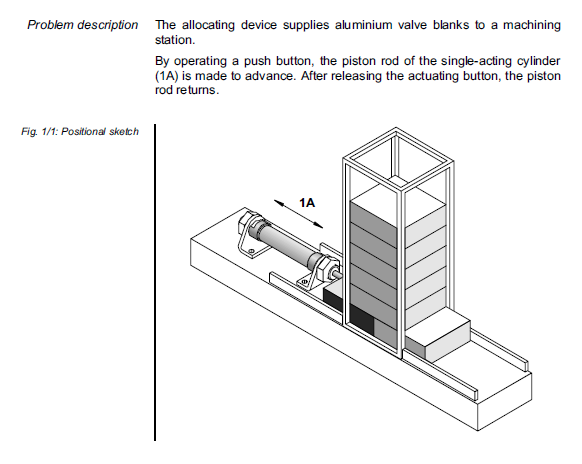 Problem description
The allocating device supplies aluminium valve blanks to a machining
station.
By operating a push button, the piston rod of the single-acting cylinder
(1A) is made to advance. After releasing the actuating button, the piston
rod returns.
Fig. 1/1: Positional sketch
1A